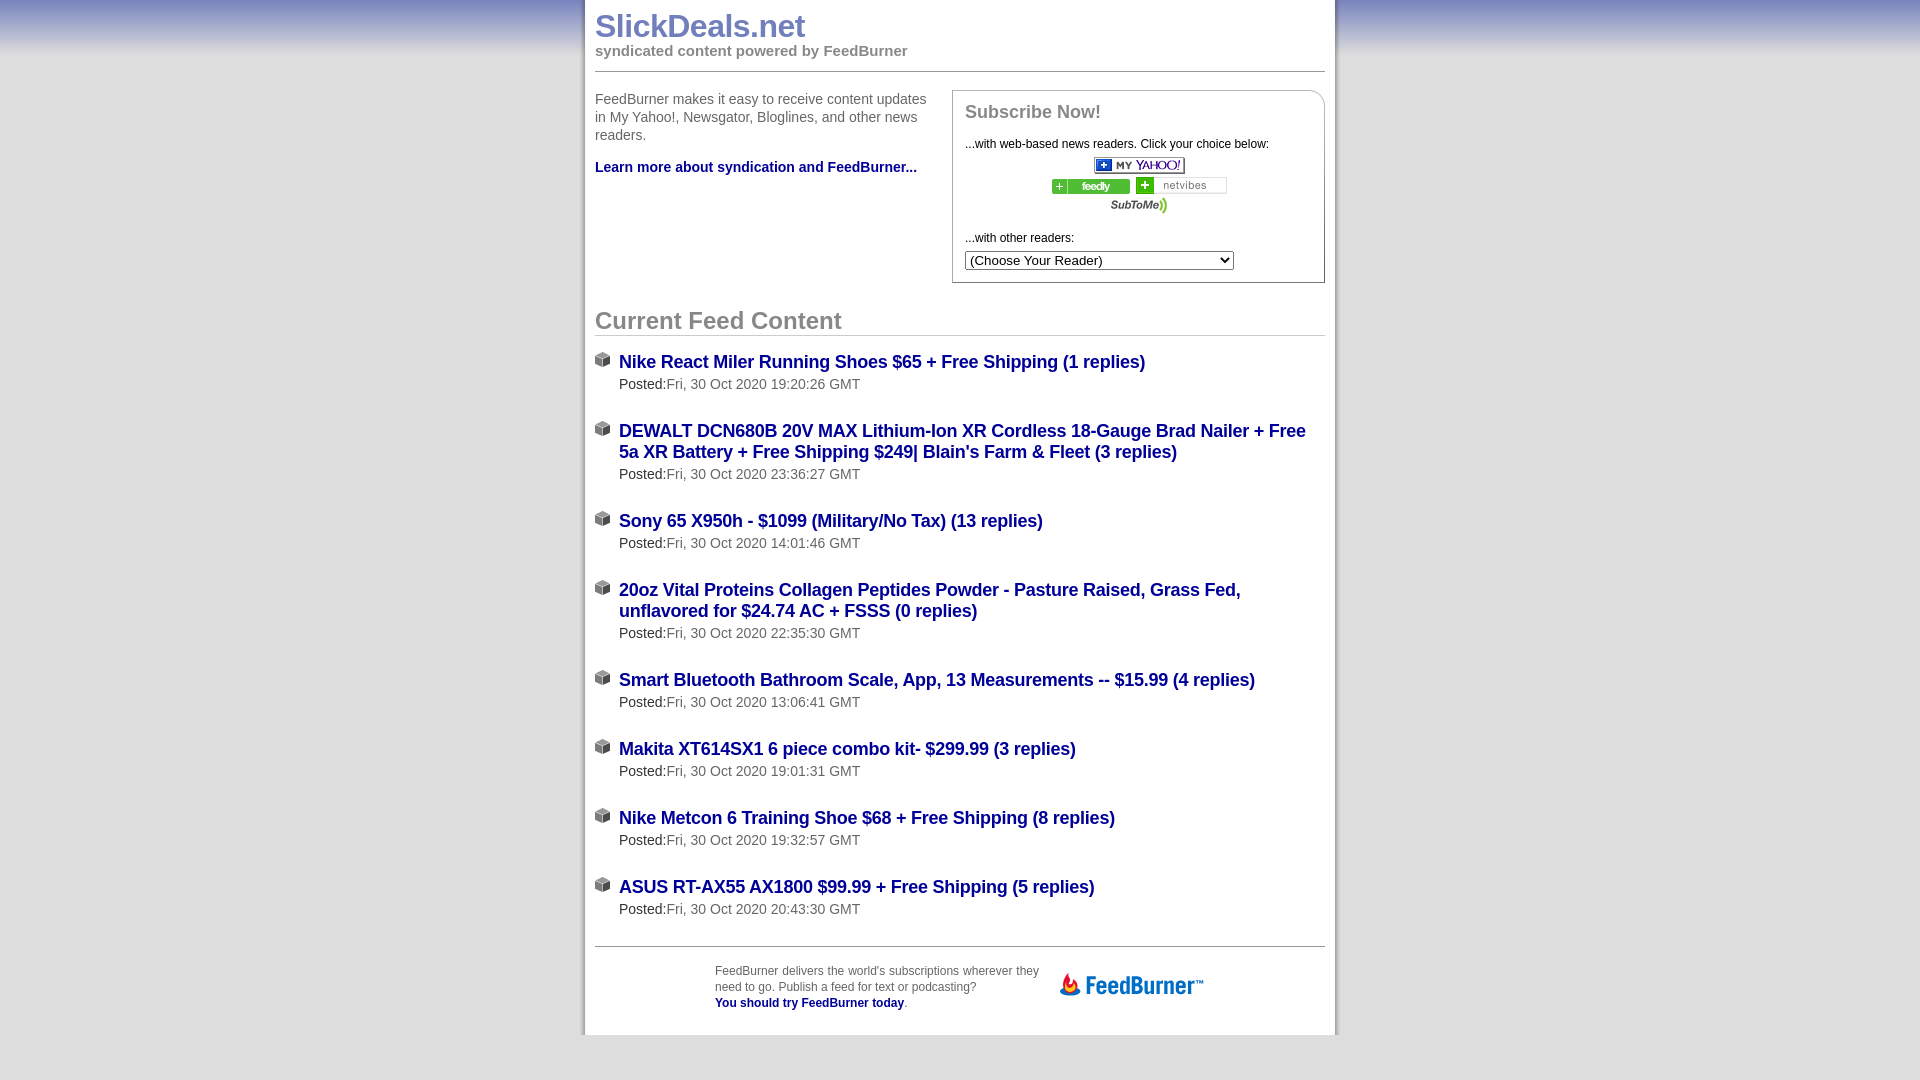 SlickDeals.net
syndicated content powered by FeedBurner
FeedBurner makes it easy to receive content updates
in My Yahoo!, Newsgator, Bloglines, and other news
readers.
Learn more about syndication and FeedBurner...
Subscribe Now!
...with web-based news readers. Click your choice below:
MY YAHOO!
feedly
netvibes
SubToMe
...with other readers:
(Choose Your Reader)
Current Feed Content
Nike React Miler Running Shoes $65 + Free Shipping (1 replies)
Posted:Fri, 30 Oct 2020 19:20:26 GMT
DEWALT DCN680B 20V MAX Lithium-Ion XR Cordless 18-Gauge Brad Nailer + Free
5a XR Battery + Free Shipping $249| Blain's Farm & Fleet (3 replies)
Posted:Fri, 30 Oct 2020 23:36:27 GMT
Sony 65 X950h - $1099 (Military/No Tax) (13 replies)
Posted:Fri, 30 Oct 2020 14:01:46 GMT
20oz Vital Proteins Collagen Peptides Powder - Pasture Raised, Grass Fed,
unflavored for $24.74 AC + FSSS (0 replies)
Posted:Fri, 30 Oct 2020 22:35:30 GMT
Smart Bluetooth Bathroom Scale, App, 13 Measurements -- $15.99 (4 replies)
Posted:Fri, 30 Oct 2020 13:06:41 GMT
Makita XT614SX1 6 piece combo kit- $299.99 (3 replies)
Posted:Fri, 30 Oct 2020 19:01:31 GMT
Nike Metcon 6 Training Shoe $68 + Free Shipping (8 replies)
Posted:Fri, 30 Oct 2020 19:32:57 GMT
ASUS RT-AX55 AX1800 $99.99 + Free Shipping (5 replies)
Posted:Fri, 30 Oct 2020 20:43:30 GMT
FeedBurner delivers the world's subscriptions wherever they
need to go. Publish a feed for text or podcasting?
You should try FeedBurner today.
FeedBurner™